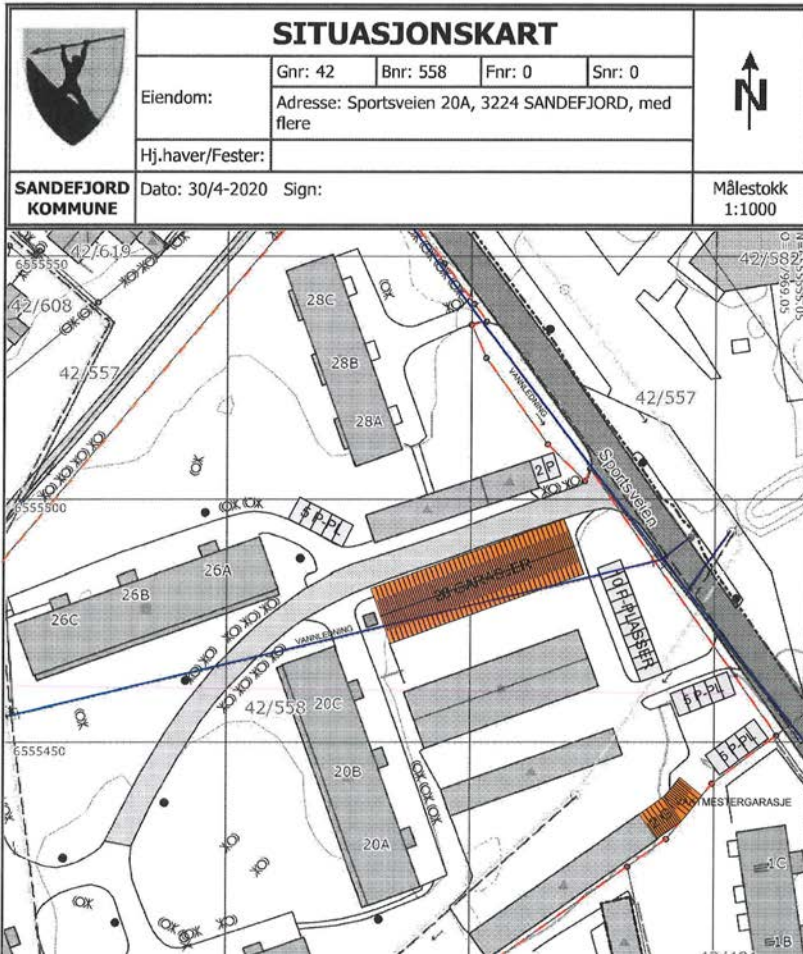 SITUASJONSKART
Eiendom:
Gnr: 42
Bnr: 558
Fnr: 0
Snr: 0
Adresse: Sportsveien 20A, 3224 SANDEFJORD, med
flere
Hj.haver/Fester:
N
SANDEFJORD
KOMMUNE
Dato: 30/4-2020 Sign:
Målestokk
1:1000
6555550
42/619
42/582
42/608
28C
28B
42/557
42/557
VANNLEDNING
28A
Sportsveien
2 P
6555500
5 P-PL
26A
26B
26C
20 GARASJER
10 P-PLASSER
VANNLEDNING
20C
42/558
5 P-PL
6555450
5 P-PL
20B
VAKTMESTERGARASJE
2 G
20A
1C
1B